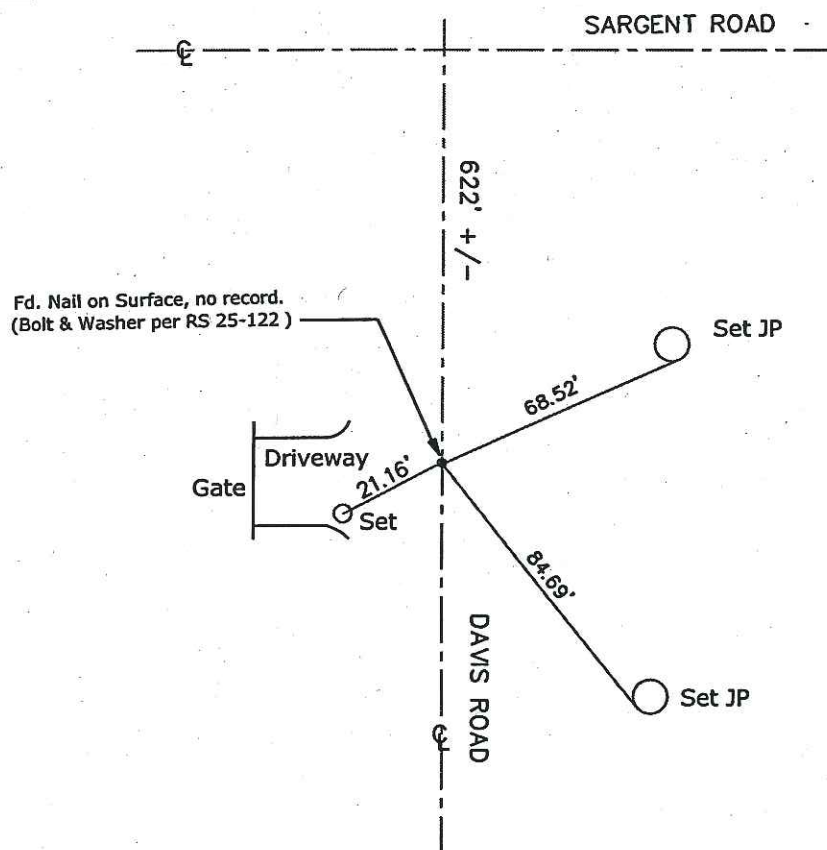 SARGENT ROAD
℄
622' +/-
Fd. Nail on Surface, no record.
(Bolt & Washer per RS 25-122 )
Set JP
68.52'
Driveway
21.16'
Gate
Set
84.69'
DAVIS ROAD
Set JP
℄